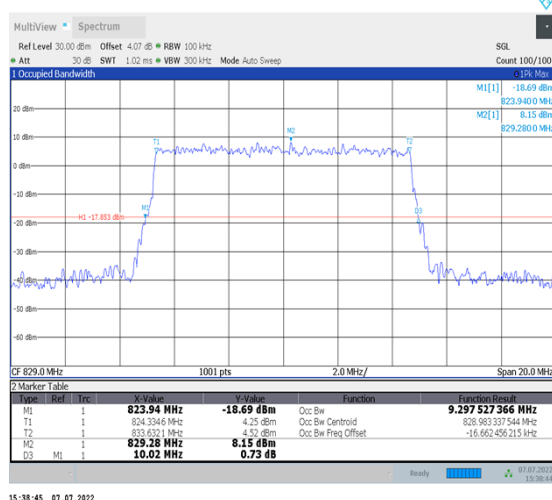 MultiView Spectrum
Ref Level 30.00 dBm Offset 4.07 dB RBW 100 kHz SGL
Att 30 dB SWT 1.02 ms VBW 300 kHz Mode Auto Sweep Count 100/100
1 Occupied Bandwidth 1Pk Max
M1[1] -18.69 dBm
823.9400 MHz
M2[1] 8.15 dBm
829.2800 MHz
20 dBm
10 dBm
T1 M2 T2
0 dBm
-10 dBm
M1 D3
H1 -17.853 dBm
-20 dBm
-30 dBm
-40 dBm
-50 dBm
-60 dBm
CF 829.0 MHz 1001 pts 2.0 MHz/ Span 20.0 MHz
2 Marker Table
Type Ref Trc X-Value Y-Value Function Function Result
M1 1 823.94 MHz -18.69 dBm Occ Bw 9.297 527 366 MHz
T1 1 824.3346 MHz 4.25 dBm Occ Bw Centroid 828.983 337 544 MHz
T2 1 833.6321 MHz 4.52 dBm Occ Bw Freq Offset -16.662 456 215 kHz
M2 1 829.28 MHz 8.15 dBm
D3 M1 1 10.02 MHz 0.73 dB
Ready 07.07.2022
15:38:44
15:38:45 07.07.2022